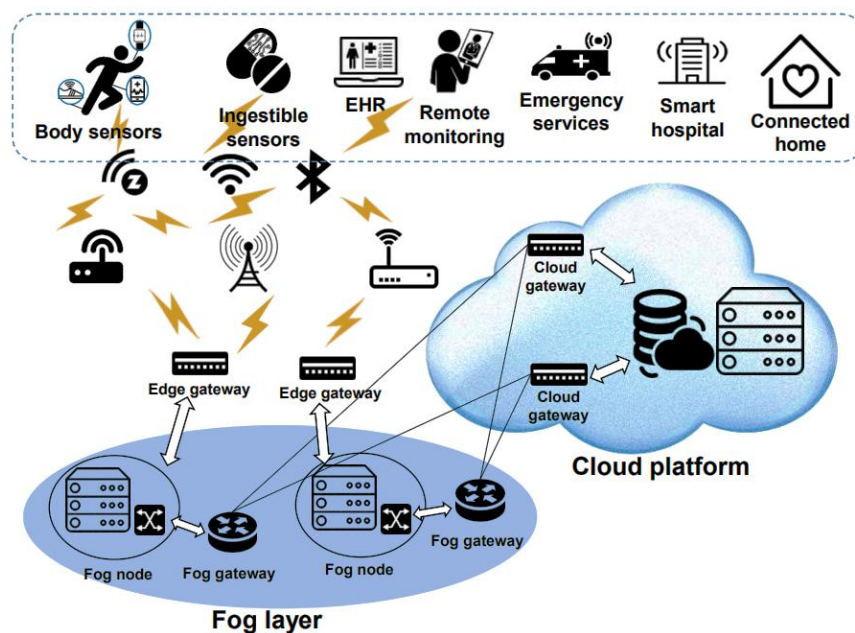 Body sensors
Ingestible
sensors
EHR
Remote
monitoring
Emergency
services
Smart
hospital
Connected
home
Z
Cloud
gateway
Edge gateway
Edge gateway
Cloud
gateway
Cloud platform
Fog node
Fog gateway
Fog node
Fog gateway
Fog layer